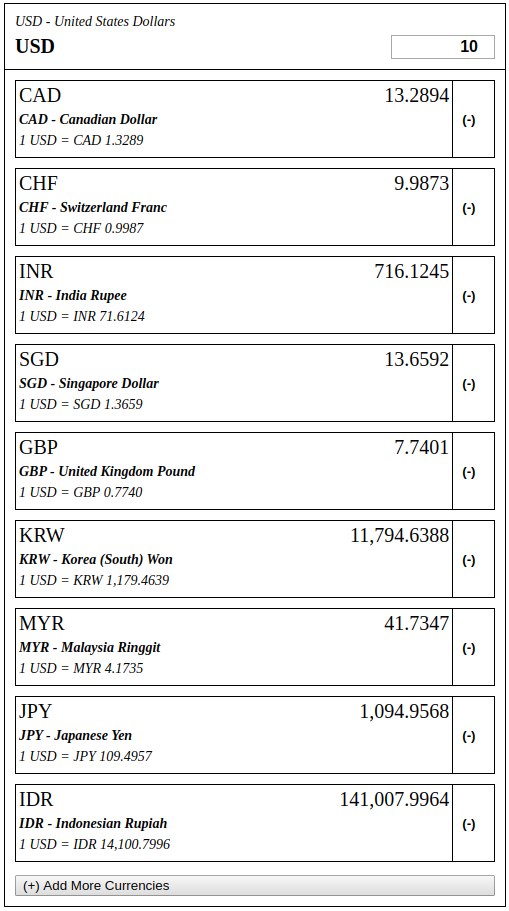 USD - United States Dollars
USD 10
CAD 13.2894
CAD - Canadian Dollar
(-)
1 USD = CAD 1.3289
CHF 9.9873
CHF - Switzerland Franc
(-)
1 USD = CHF 0.9987
INR 716.1245
INR - India Rupee
(-)
1 USD = INR 71.6124
SGD 13.6592
SGD - Singapore Dollar
(-)
1 USD = SGD 1.3659
GBP 7.7401
GBP - United Kingdom Pound
(-)
1 USD = GBP 0.7740
KRW 11,794.6388
KRW - Korea (South) Won
(-)
1 USD = KRW 1,179.4639
MYR 41.7347
MYR - Malaysia Ringgit
(-)
1 USD = MYR 4.1735
JPY 1,094.9568
JPY - Japanese Yen
(-)
1 USD = JPY 109.4957
IDR 141,007.9964
IDR - Indonesian Rupiah
(-)
1 USD = IDR 14,100.7996
(+) Add More Currencies